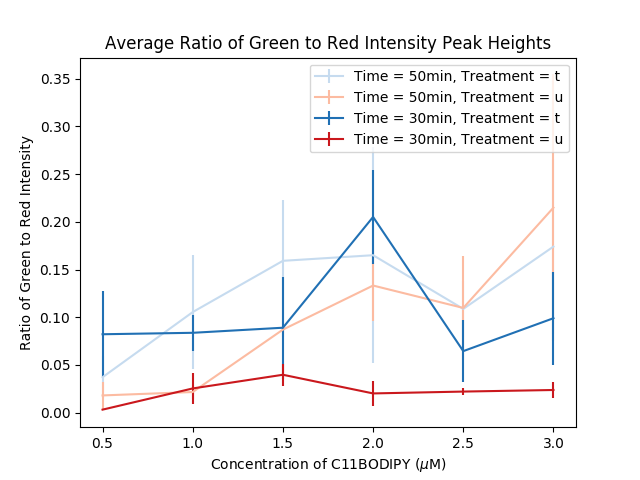 Average Ratio of Green to Red Intensity Peak Heights
Time = 50min, Treatment = t
Time = 50min, Treatment = u
Time = 30min, Treatment = t
Time = 30min, Treatment = u
Ratio of Green to Red Intensity
0.35
0.30
0.25
0.20
0.15
0.10
0.05
0.00
0.5 1.0 1.5 2.0 2.5 3.0
Concentration of C11BODIPY (μM)